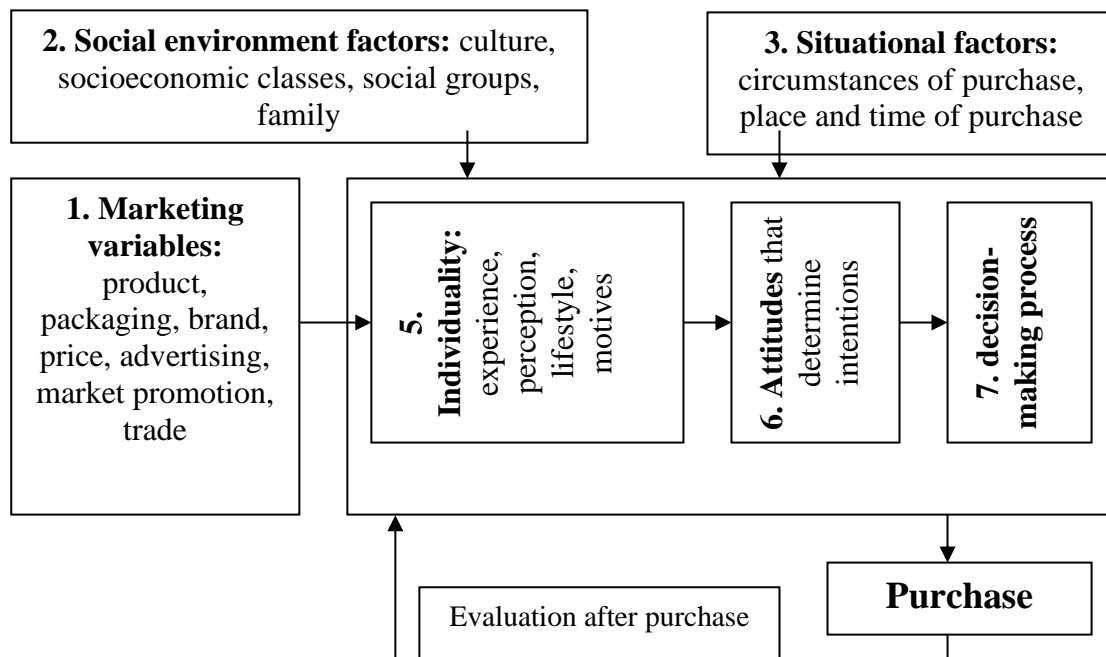 2. Social environment factors: culture,
socioeconomic classes, social groups,
family
3. Situational factors:
circumstances of purchase,
place and time of purchase
1. Marketing
variables:
product,
packaging, brand,
price, advertising,
market promotion,
trade
5.
Individuality:
experience,
perception,
lifestyle,
motives
6. Attitudes that
determine
intentions
7. decision-
making process
Purchase
Evaluation after purchase